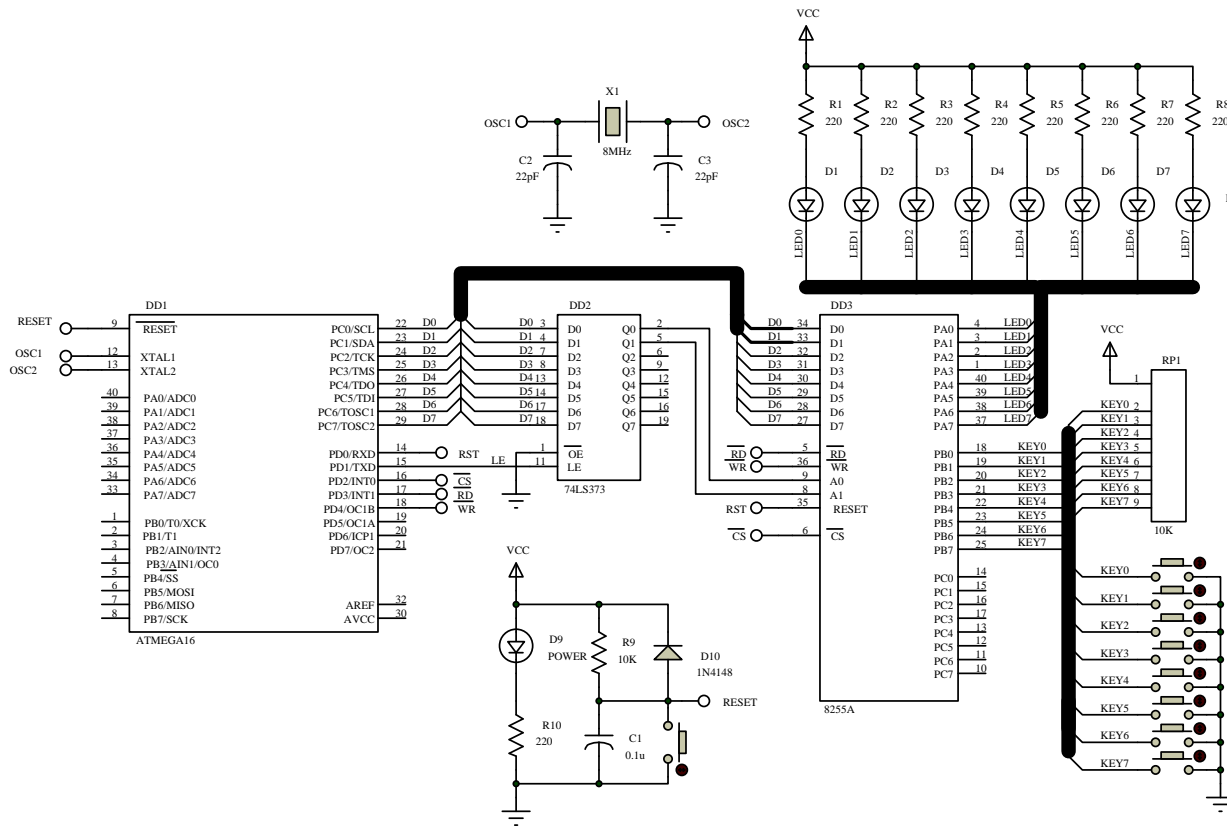 VCC
R1
220
R2
220
R3
220
R4
220
R5
220
R6
220
R7
220
R8
220
D1
D2
D3
D4
D5
D6
D7
LED0
LED1
LED2
LED3
LED4
LED5
LED6
LED7
X1
OSC1
OSC2
8MHz
C2
22pF
C3
22pF
DD1
RESET
9 RESET
OSC1
12 XTAL1
OSC2
13 XTAL2
40 PA0/ADC0
39 PA1/ADC1
38 PA2/ADC2
37 PA3/ADC3
36 PA4/ADC4
35 PA5/ADC5
34 PA6/ADC6
33 PA7/ADC7
1 PB0/T0/XCK
2 PB1/T1
3 PB2/AIN0/INT2
4 PB3/AIN1/OC0
5 PB4/SS
6 PB5/MOSI
7 PB6/MISO
8 PB7/SCK
PC0/SCL 22 D0
PC1/SDA 23 D1
PC2/TCK 24 D2
PC3/TMS 25 D3
PC4/TDO 26 D4
PC5/TDI 27 D5
PC6/TOSC1 28 D6
PC7/TOSC2 29 D7
PD0/RXD 14 RST
PD1/TXD 15 LE
PD2/INT0 16 CS
PD3/INT1 17 RD
PD4/OC1B 18 WR
PD5/OC1A 19
PD6/ICP1 20
PD7/OC2 21
AREF 32
AVCC 30
ATMEGA16
DD2
D0 3 D0 Q0 2
D1 4 D1 Q1 5
D2 7 D2 Q2 6
D3 8 D3 Q3 9
D4 13 D4 Q4 12
D5 14 D5 Q5 15
D6 17 D6 Q6 16
D7 18 D7 Q7 19
1 OE
11 LE
74LS373
DD3
D0 34 D0
D1 33 D1
D2 32 D2
D3 31 D3
D4 30 D4
D5 29 D5
D6 28 D6
D7 27 D7
RD 5 RD
WR 36 WR
9 A0
8 A1
RST 35 RESET
CS 6 CS
PA0 4 LED0
PA1 3 LED1
PA2 2 LED2
PA3 1 LED3
PA4 40 LED4
PA5 39 LED5
PA6 38 LED6
PA7 37 LED7
PB0 18 KEY0
PB1 19 KEY1
PB2 20 KEY2
PB3 21 KEY3
PB4 22 KEY4
PB5 23 KEY5
PB6 24 KEY6
PB7 25 KEY7
PC0 14
PC1 15
PC2 16
PC3 17
PC4 13
PC5 12
PC6 11
PC7 10
8255A
VCC
RP1
1
KEY0 2
KEY1 3
KEY2 4
KEY3 5
KEY4 6
KEY5 7
KEY6 8
KEY7 9
10K
KEY0
KEY1
KEY2
KEY3
KEY4
KEY5
KEY6
KEY7
VCC
D9
POWER
R9
10K
D10
1N4148
RESET
R10
220
C1
0.1u